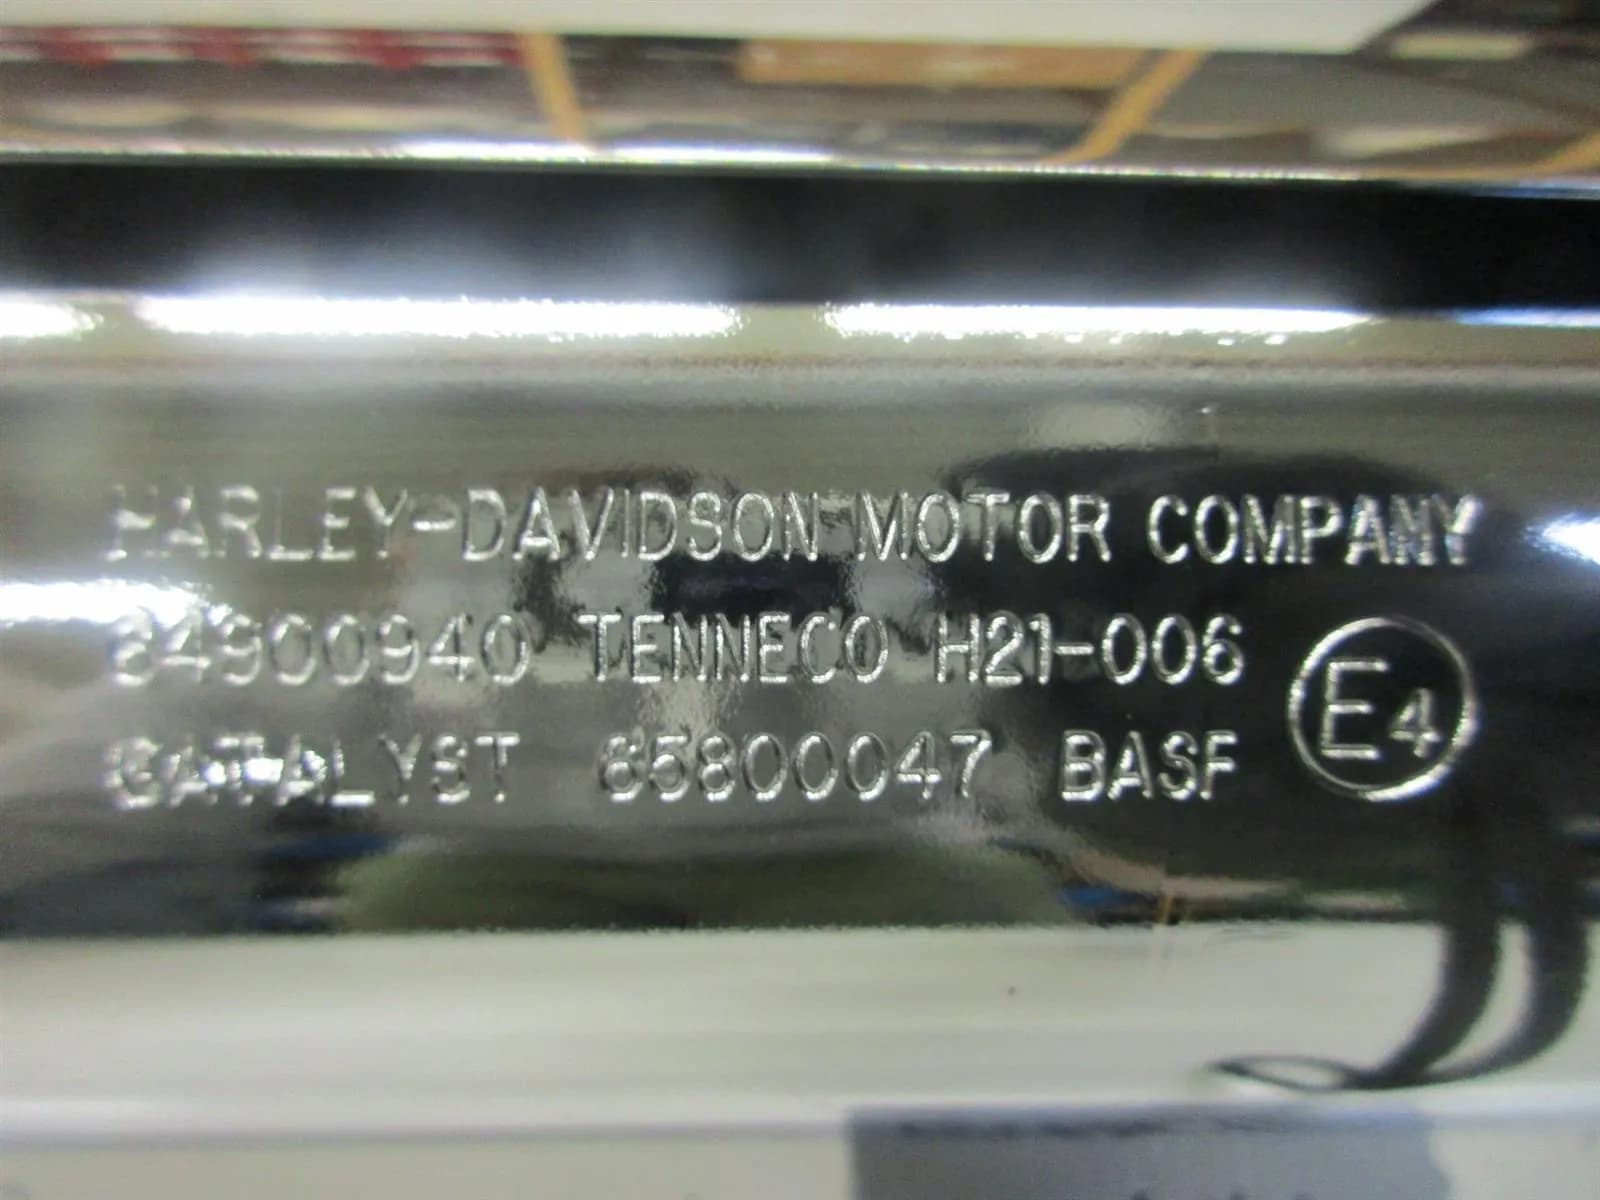 HARLEY-DAVIDSON MOTOR COMPANY
64900940 TENNECO H21-006
CATALYST 65800047 BASF
E4